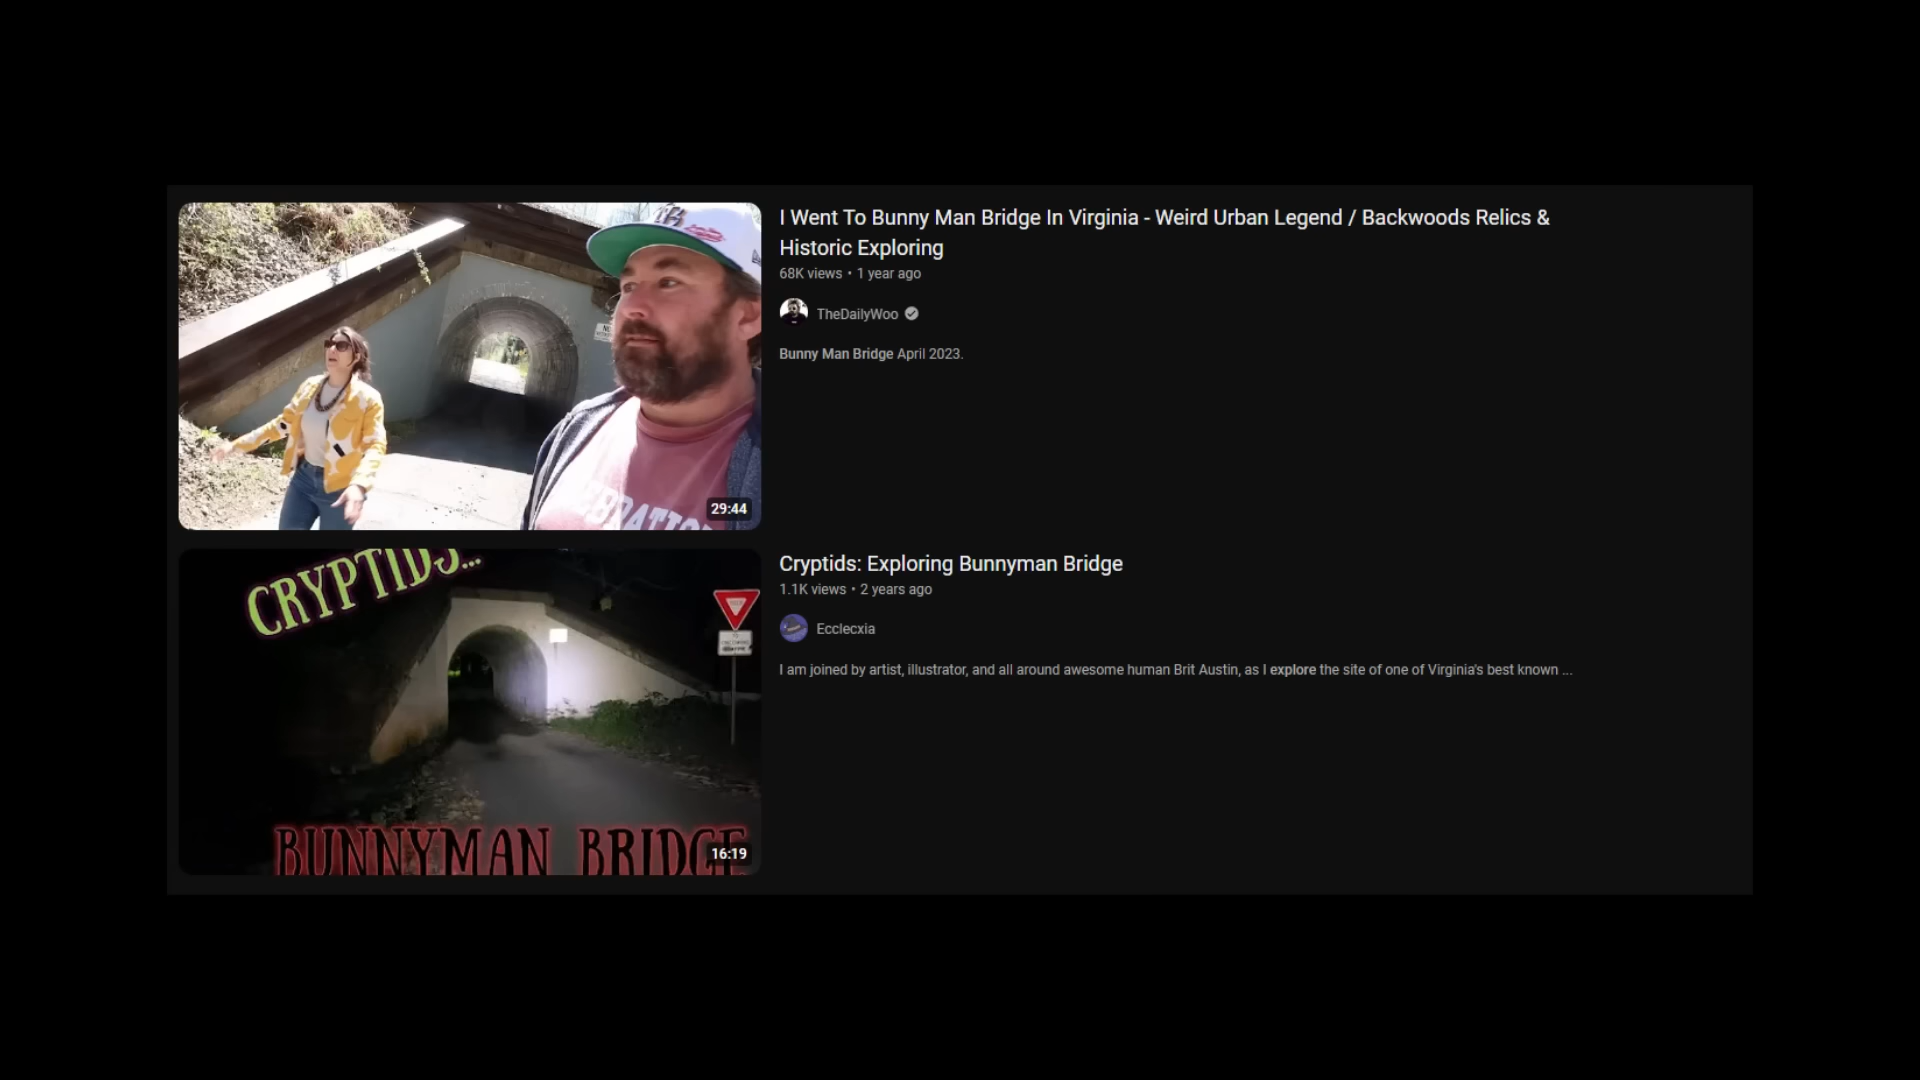 I Went To Bunny Man Bridge In Virginia - Weird Urban Legend / Backwoods Relics &
Historic Exploring
68K views • 1 year ago
TheDailyWoo
Bunny Man Bridge April 2023.
29:44
Cryptids: Exploring Bunnyman Bridge
1.1K views • 2 years ago
Ecclecxia
I am joined by artist, illustrator, and all around awesome human Brit Austin, as I explore the site of one of Virginia's best known ...
CRYPTIDS...
BUNNYMAN BRIDGE
16:19